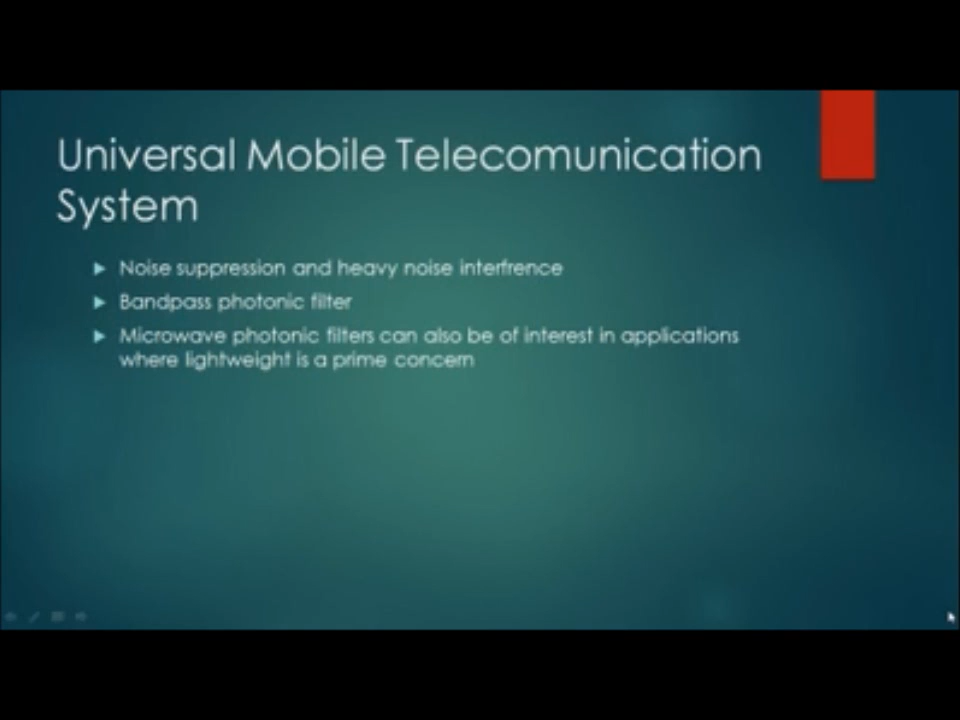 Universal Mobile Telecomunication
System
Noise suppression and heavy noise interfrence
Bandpass photonic filter
Microwave photonic filters can also be of interest in applications
where lightweight is a prime concern